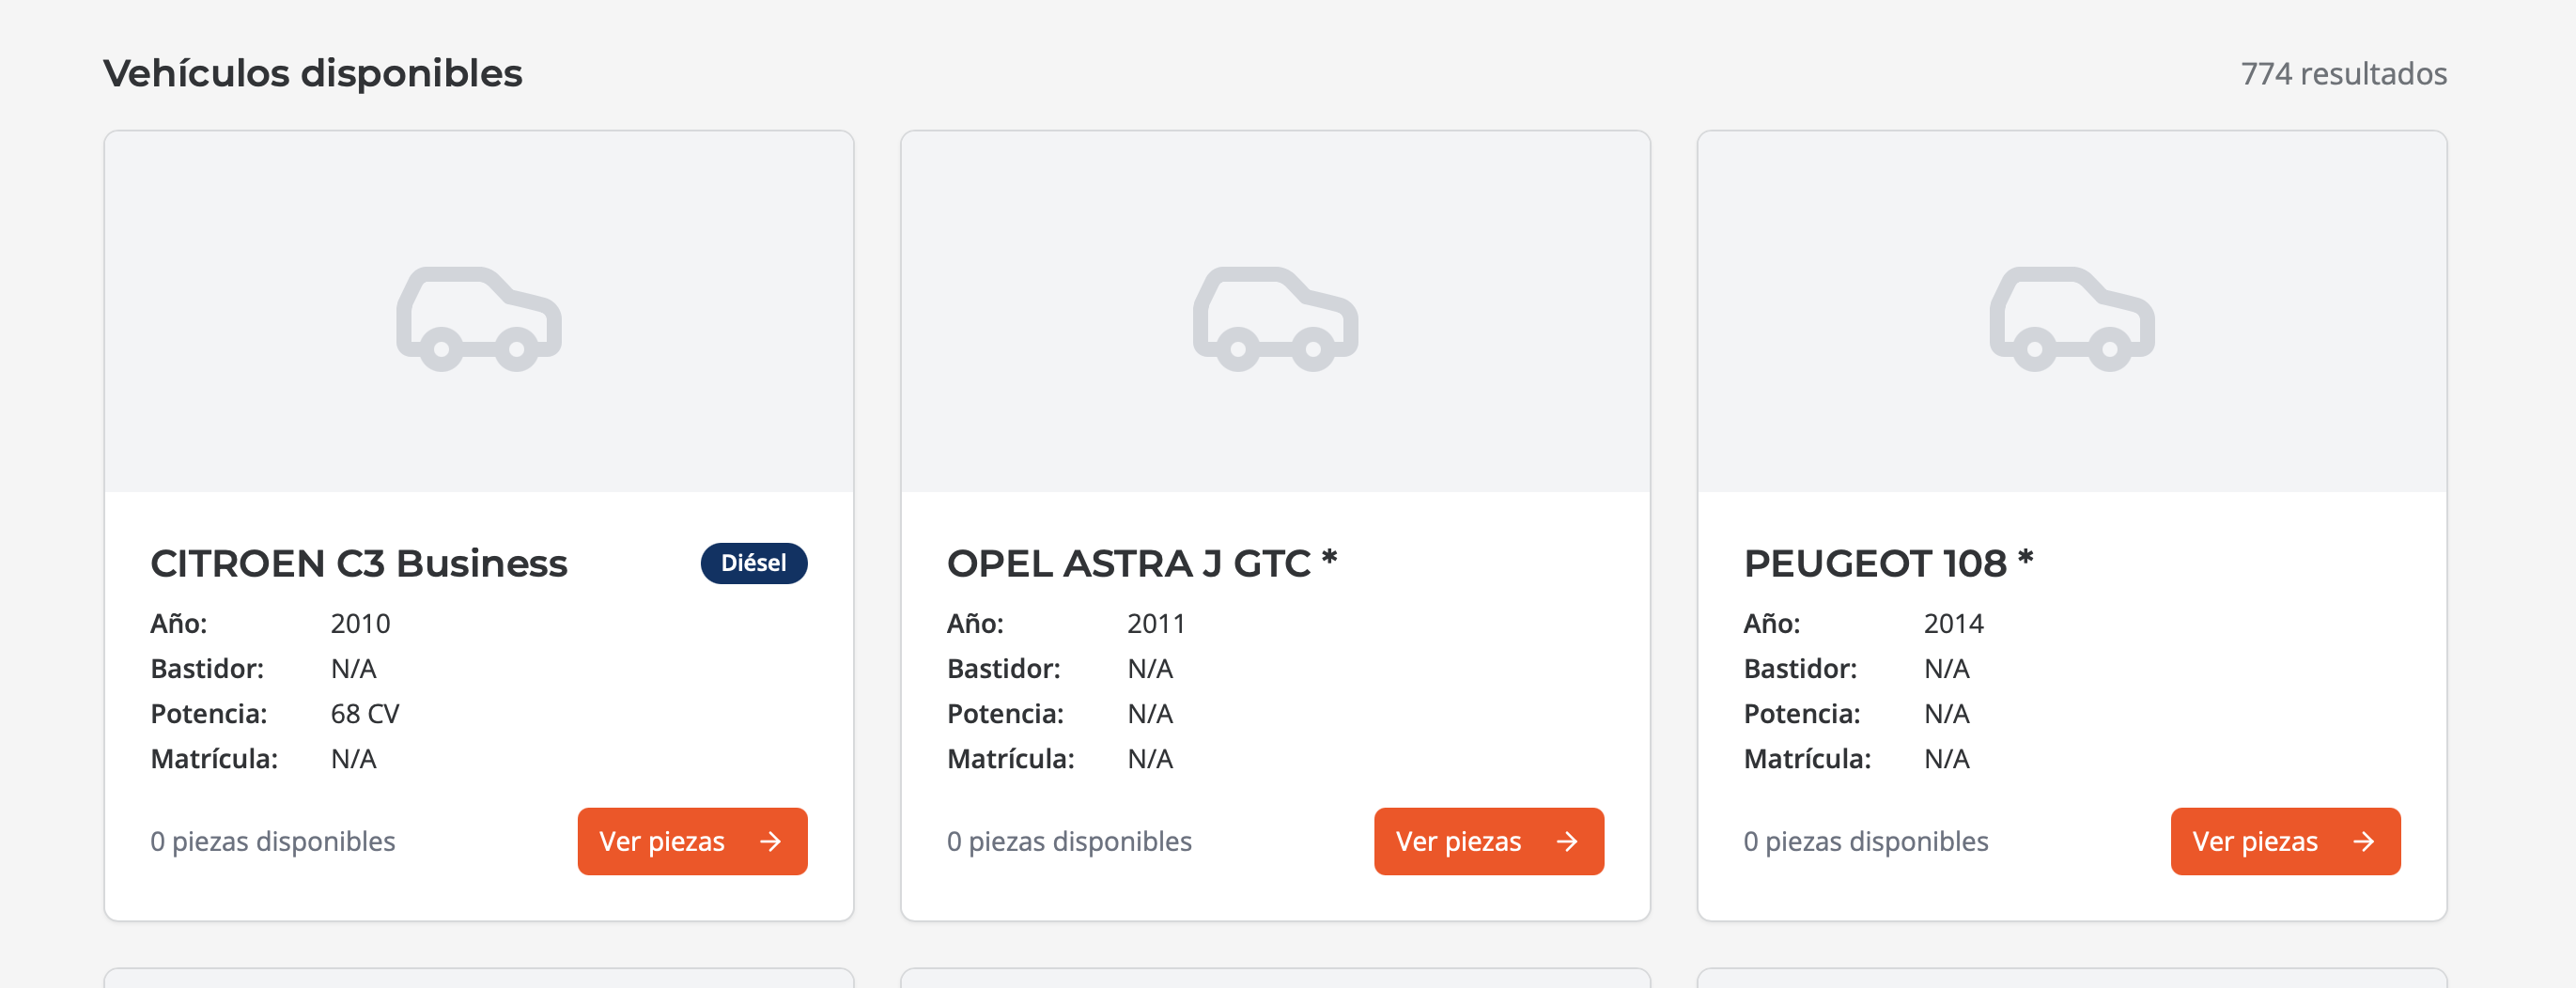 Vehículos disponibles
774 resultados
CITROEN C3 Business
Diésel
Año: 2010
Bastidor: N/A
Potencia: 68 CV
Matrícula: N/A
0 piezas disponibles
Ver piezas →
OPEL ASTRA J GTC *
Año: 2011
Bastidor: N/A
Potencia: N/A
Matrícula: N/A
0 piezas disponibles
Ver piezas →
PEUGEOT 108 *
Año: 2014
Bastidor: N/A
Potencia: N/A
Matrícula: N/A
0 piezas disponibles
Ver piezas →